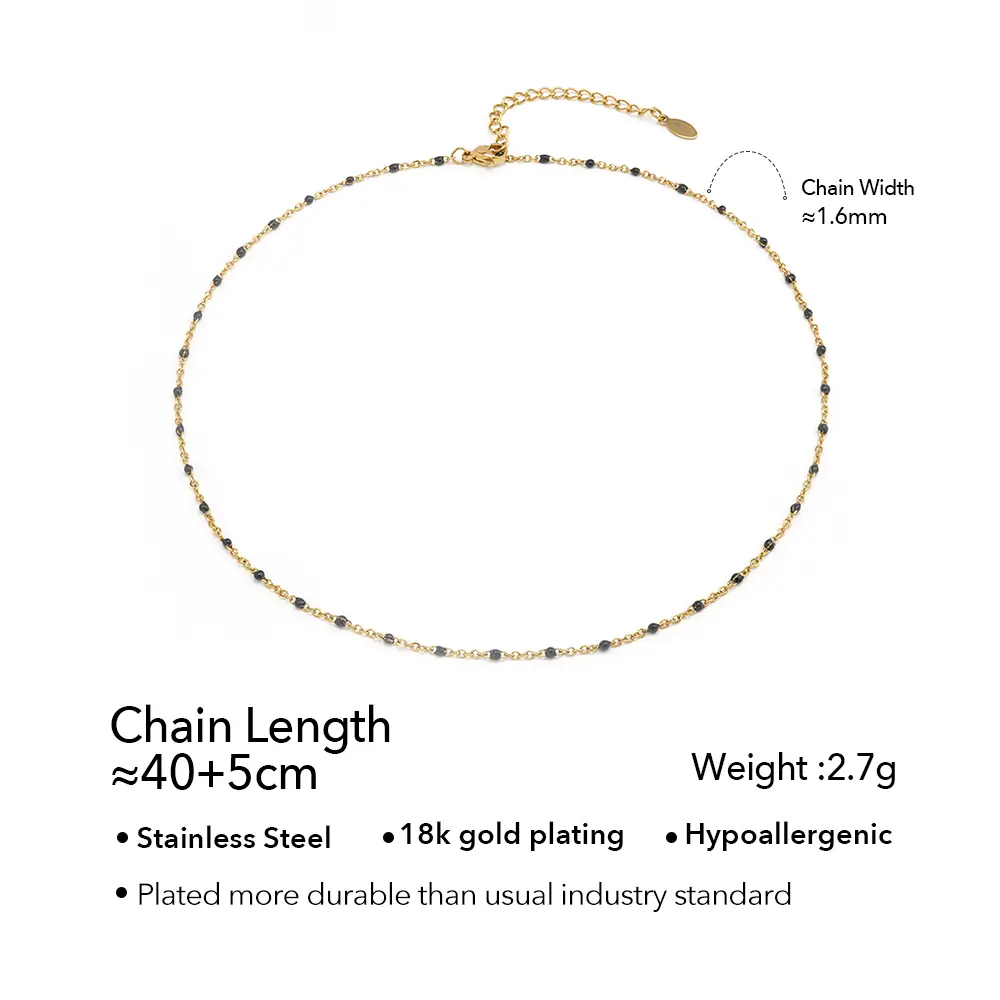 Chain Width
≈1.6mm
Chain Length
≈40+5cm
Weight :2.7g
• Stainless Steel
• 18k gold plating
• Hypoallergenic
• Plated more durable than usual industry standard